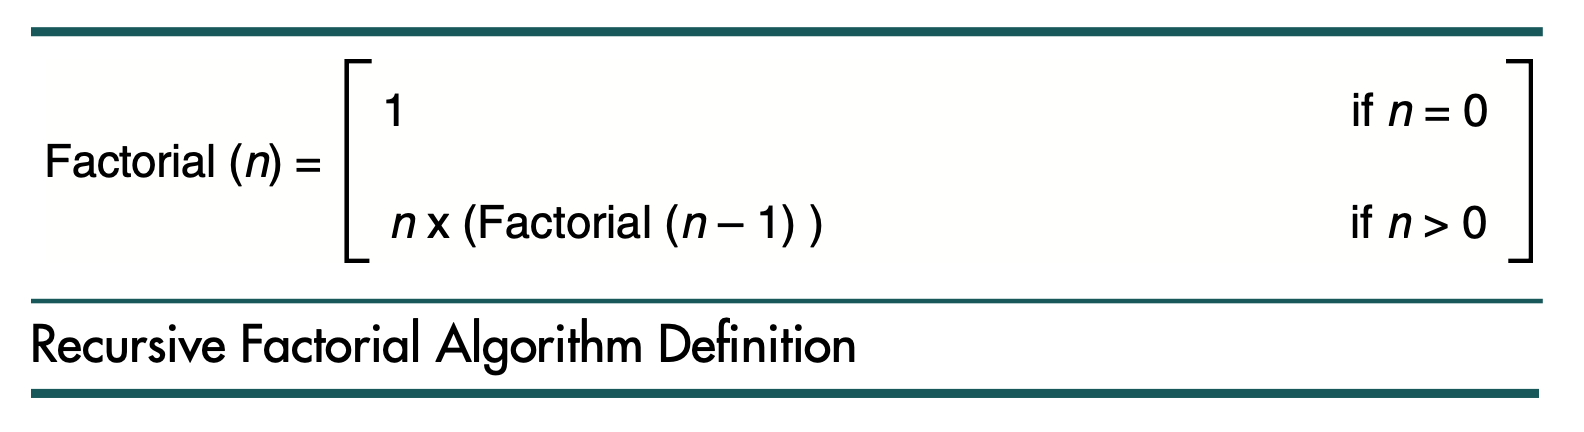 1 if n = 0
Factorial (n) =
n x (Factorial (n – 1) ) if n > 0
Recursive Factorial Algorithm Definition